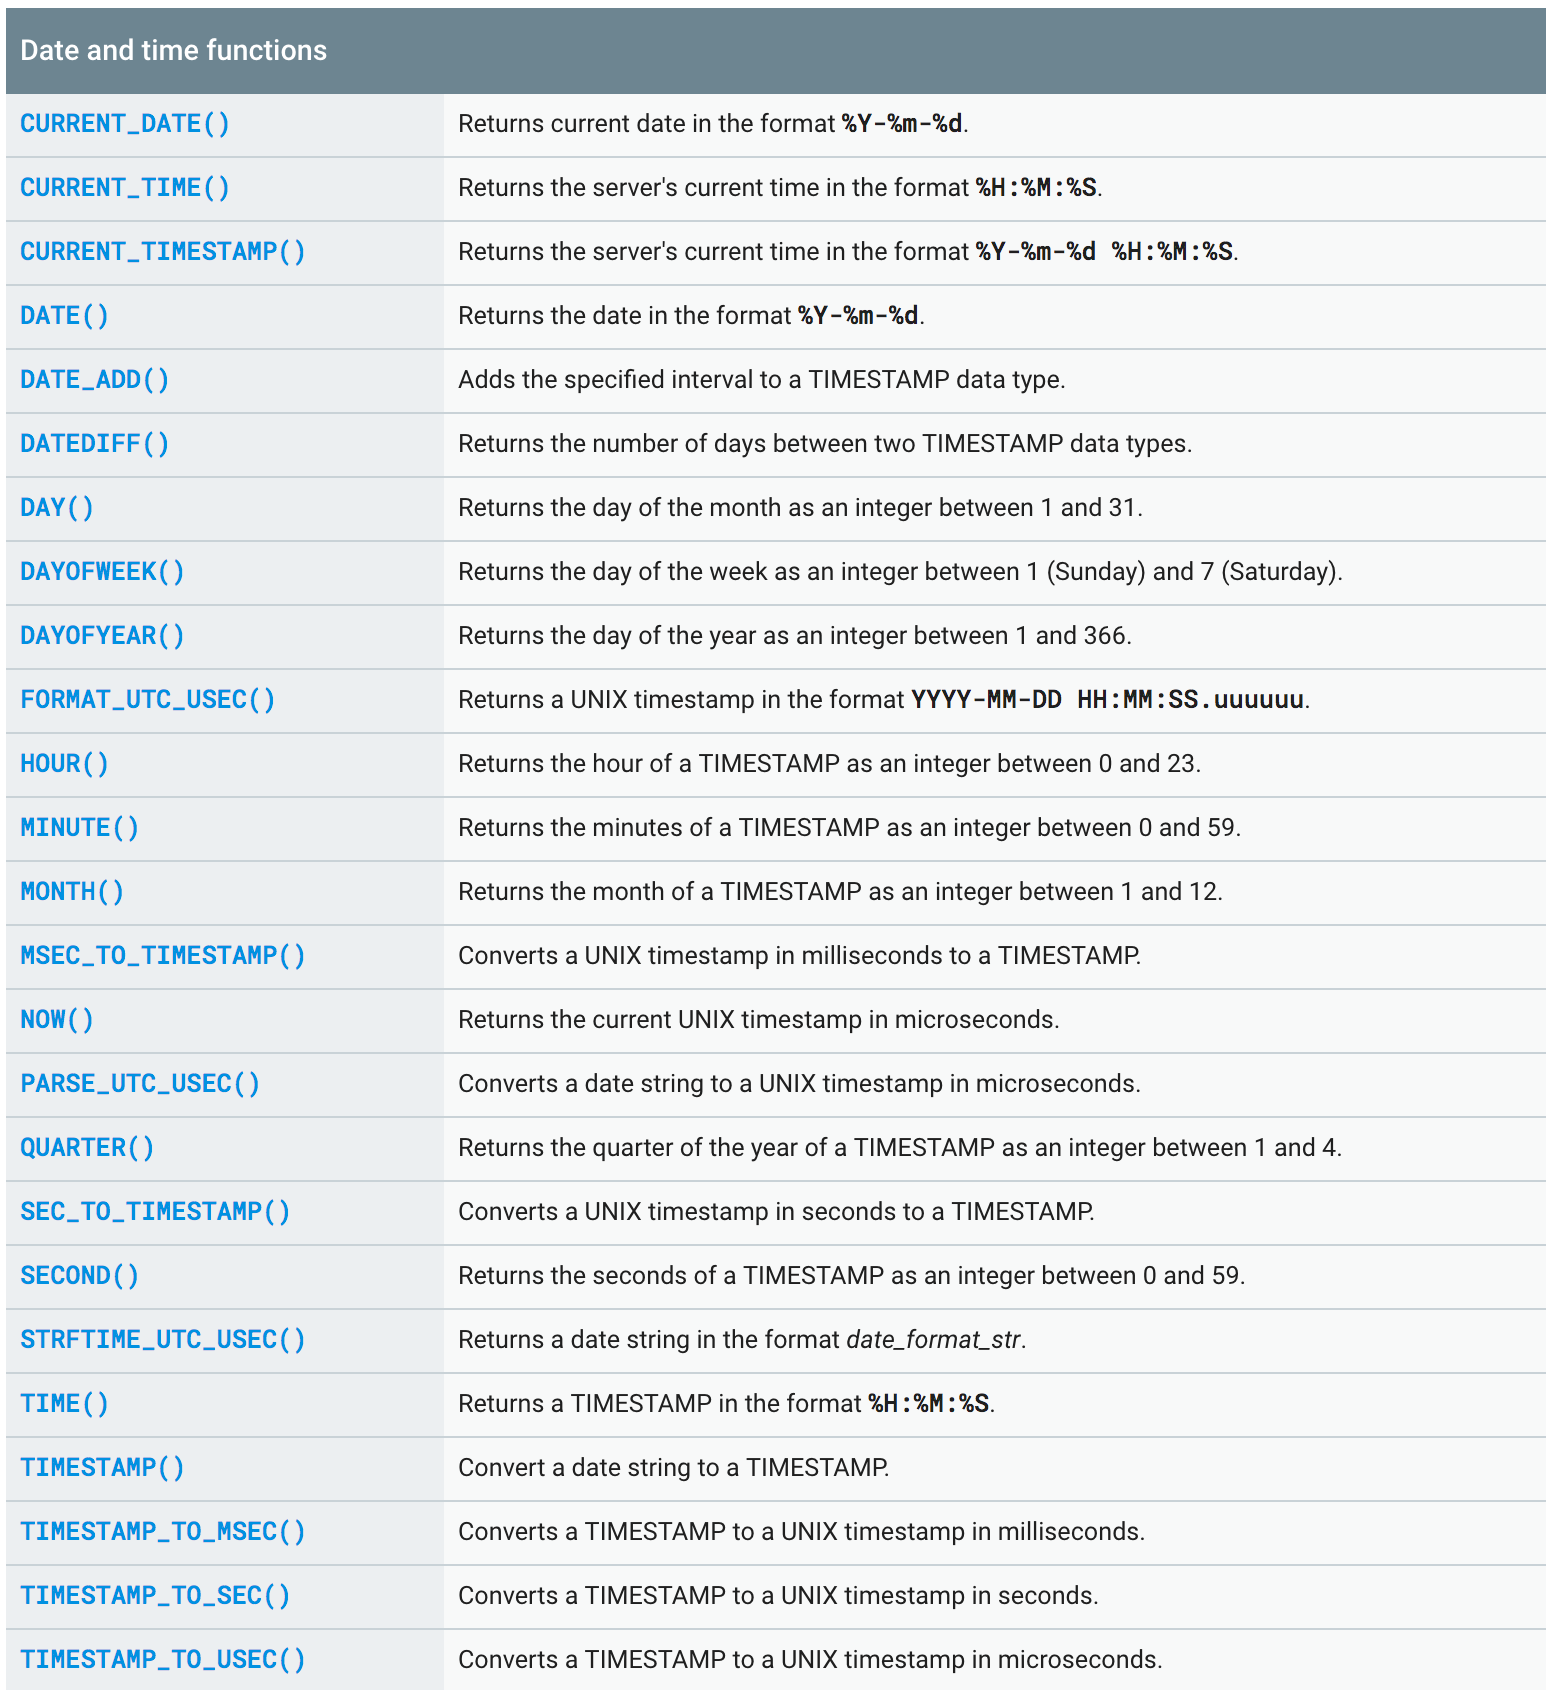 Date and time functions
CURRENT_DATE() Returns current date in the format %Y-%m-%d.
CURRENT_TIME() Returns the server's current time in the format %H:%M:%S.
CURRENT_TIMESTAMP() Returns the server's current time in the format %Y-%m-%d %H:%M:%S.
DATE() Returns the date in the format %Y-%m-%d.
DATE_ADD() Adds the specified interval to a TIMESTAMP data type.
DATEDIFF() Returns the number of days between two TIMESTAMP data types.
DAY() Returns the day of the month as an integer between 1 and 31.
DAYOFWEEK() Returns the day of the week as an integer between 1 (Sunday) and 7 (Saturday).
DAYOFYEAR() Returns the day of the year as an integer between 1 and 366.
FORMAT_UTC_USEC() Returns a UNIX timestamp in the format YYYY-MM-DD HH:MM:SS.uuuuuu.
HOUR() Returns the hour of a TIMESTAMP as an integer between 0 and 23.
MINUTE() Returns the minutes of a TIMESTAMP as an integer between 0 and 59.
MONTH() Returns the month of a TIMESTAMP as an integer between 1 and 12.
MSEC_TO_TIMESTAMP() Converts a UNIX timestamp in milliseconds to a TIMESTAMP.
NOW() Returns the current UNIX timestamp in microseconds.
PARSE_UTC_USEC() Converts a date string to a UNIX timestamp in microseconds.
QUARTER() Returns the quarter of the year of a TIMESTAMP as an integer between 1 and 4.
SEC_TO_TIMESTAMP() Converts a UNIX timestamp in seconds to a TIMESTAMP.
SECOND() Returns the seconds of a TIMESTAMP as an integer between 0 and 59.
STRFTIME_UTC_USEC() Returns a date string in the format date_format_str.
TIME() Returns a TIMESTAMP in the format %H:%M:%S.
TIMESTAMP() Convert a date string to a TIMESTAMP.
TIMESTAMP_TO_MSEC() Converts a TIMESTAMP to a UNIX timestamp in milliseconds.
TIMESTAMP_TO_SEC() Converts a TIMESTAMP to a UNIX timestamp in seconds.
TIMESTAMP_TO_USEC() Converts a TIMESTAMP to a UNIX timestamp in microseconds.